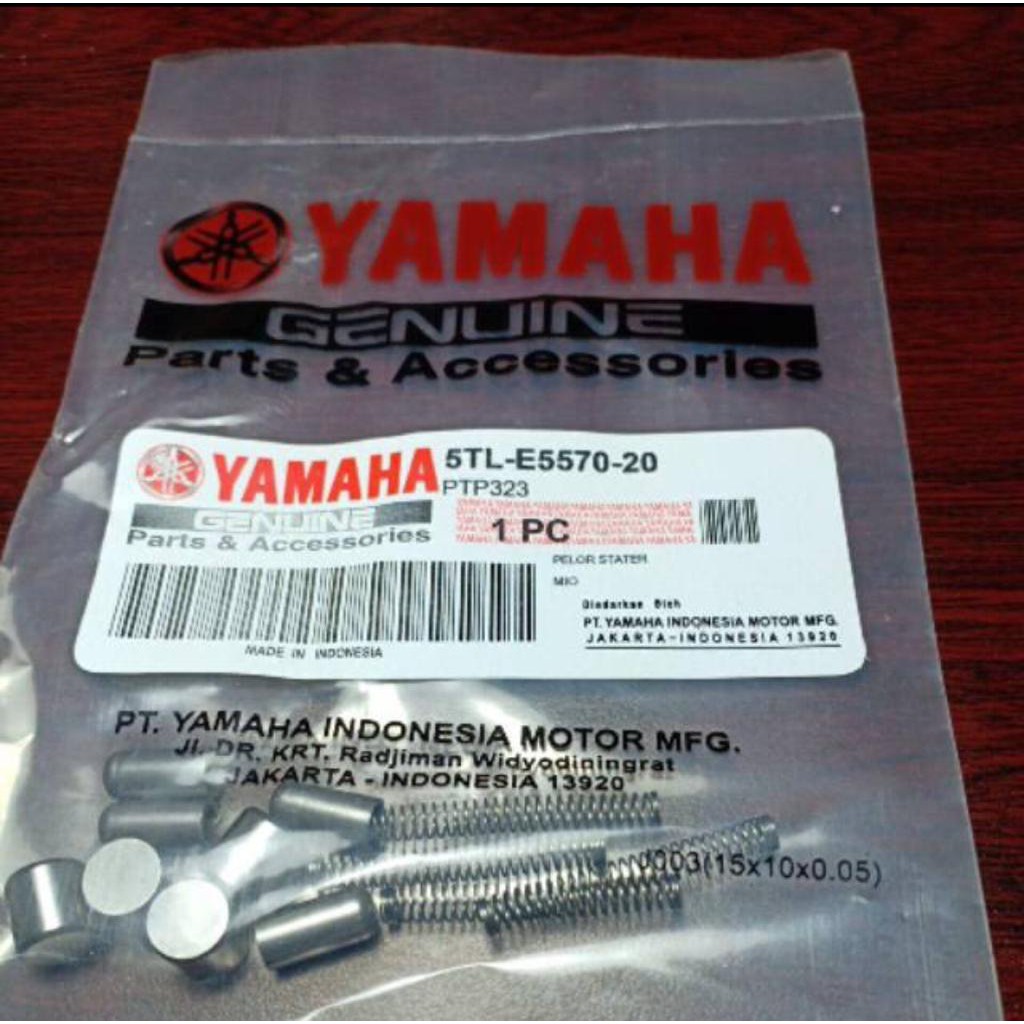 YAMAHA
GENUINE
Parts & Accessories
YAMAHA
GENUINE
Parts & Accessories
5TL-E5570-20
PTP323
1 PC
PELOR STATER
MIO
MADE IN INDONESIA
Diedarkan Oleh
PT. YAMAHA INDONESIA MOTOR MFG.
JAKARTA-INDONESIA 13920
PT. YAMAHA INDONESIA MOTOR MFG.
Jl. DR. KRT. Radjiman Widyodiningrat
JAKARTA - INDONESIA 13920
J003(15x10x0.05)